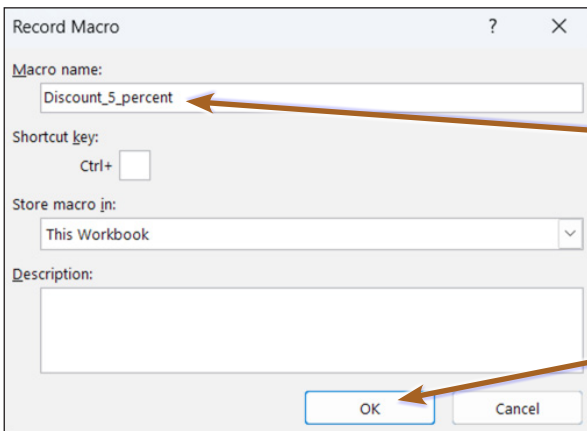 Record Macro ?
Macro name:
Discount_5_percent
Shortcut key:
Ctrl+
Store macro in:
This Workbook
Description:
OK Cancel